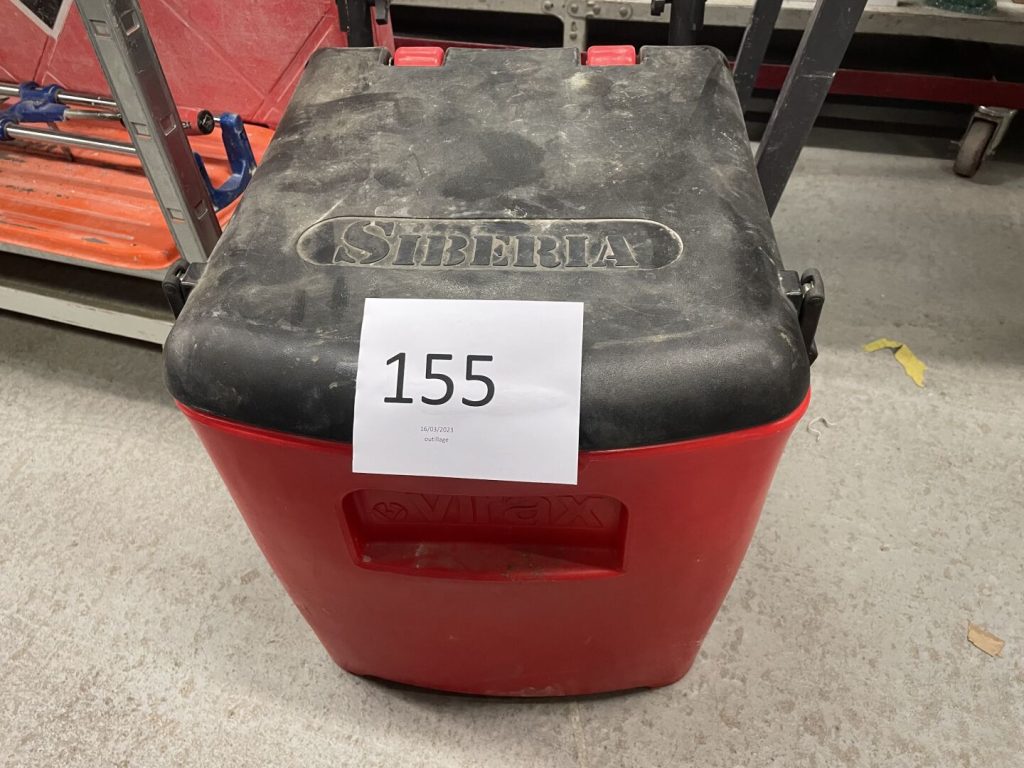 SIBERIA
155
16/03/2023
outillage
virax